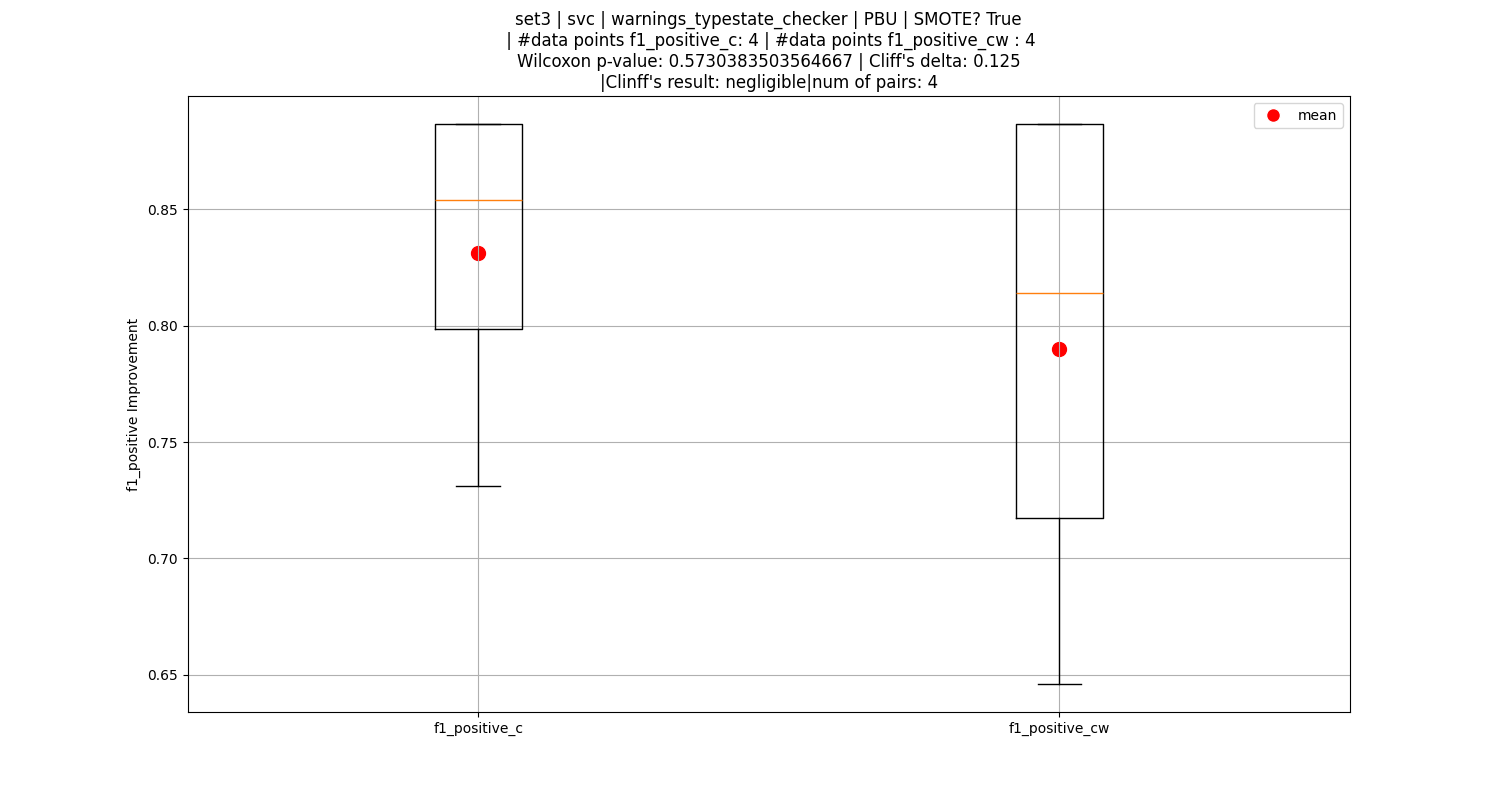 set3 | svc | warnings_typestate_checker | PBU | SMOTE? True
| #data points f1_positive_c: 4 | #data points f1_positive_cw : 4
Wilcoxon p-value: 0.5730383503564667 | Cliff's delta: 0.125
|Clinff's result: negligible|num of pairs: 4
mean
f1_positive Improvement
0.85
0.80
0.75
0.70
0.65
f1_positive_c
f1_positive_cw